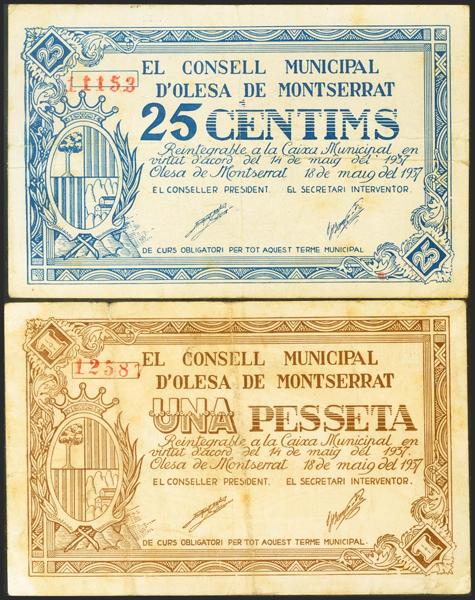 25
11153
EL CONSELL MUNICIPAL
D'OLESA DE MONTSERRAT
25 CENTIMS
Reintegrable a la Caixa Municipal en
virtut d'acord del 14 de maig del 1937
Olesa de Montserrat 18 de maig del 1937
EL CONSELLER PRESIDENT. EL SECRETARI INTERVENTOR.
DE CURS OBLIGATORI PER TOT AQUEST TERME MUNICIPAL
25
1
12581
EL CONSELL MUNICIPAL
D'OLESA DE MONTSERRAT
UNA PESSETA
Reintegrable a la Caixa Municipal en
virtut d'acord del 14 de maig del 1937.
Olesa de Montserrat 18 de maig del 1937
EL CONSELLER PRESIDENT. EL SECRETARI INTERVENTOR.
DE CURS OBLIGATORI PER TOT AQUEST TERME MUNICIPAL.
1